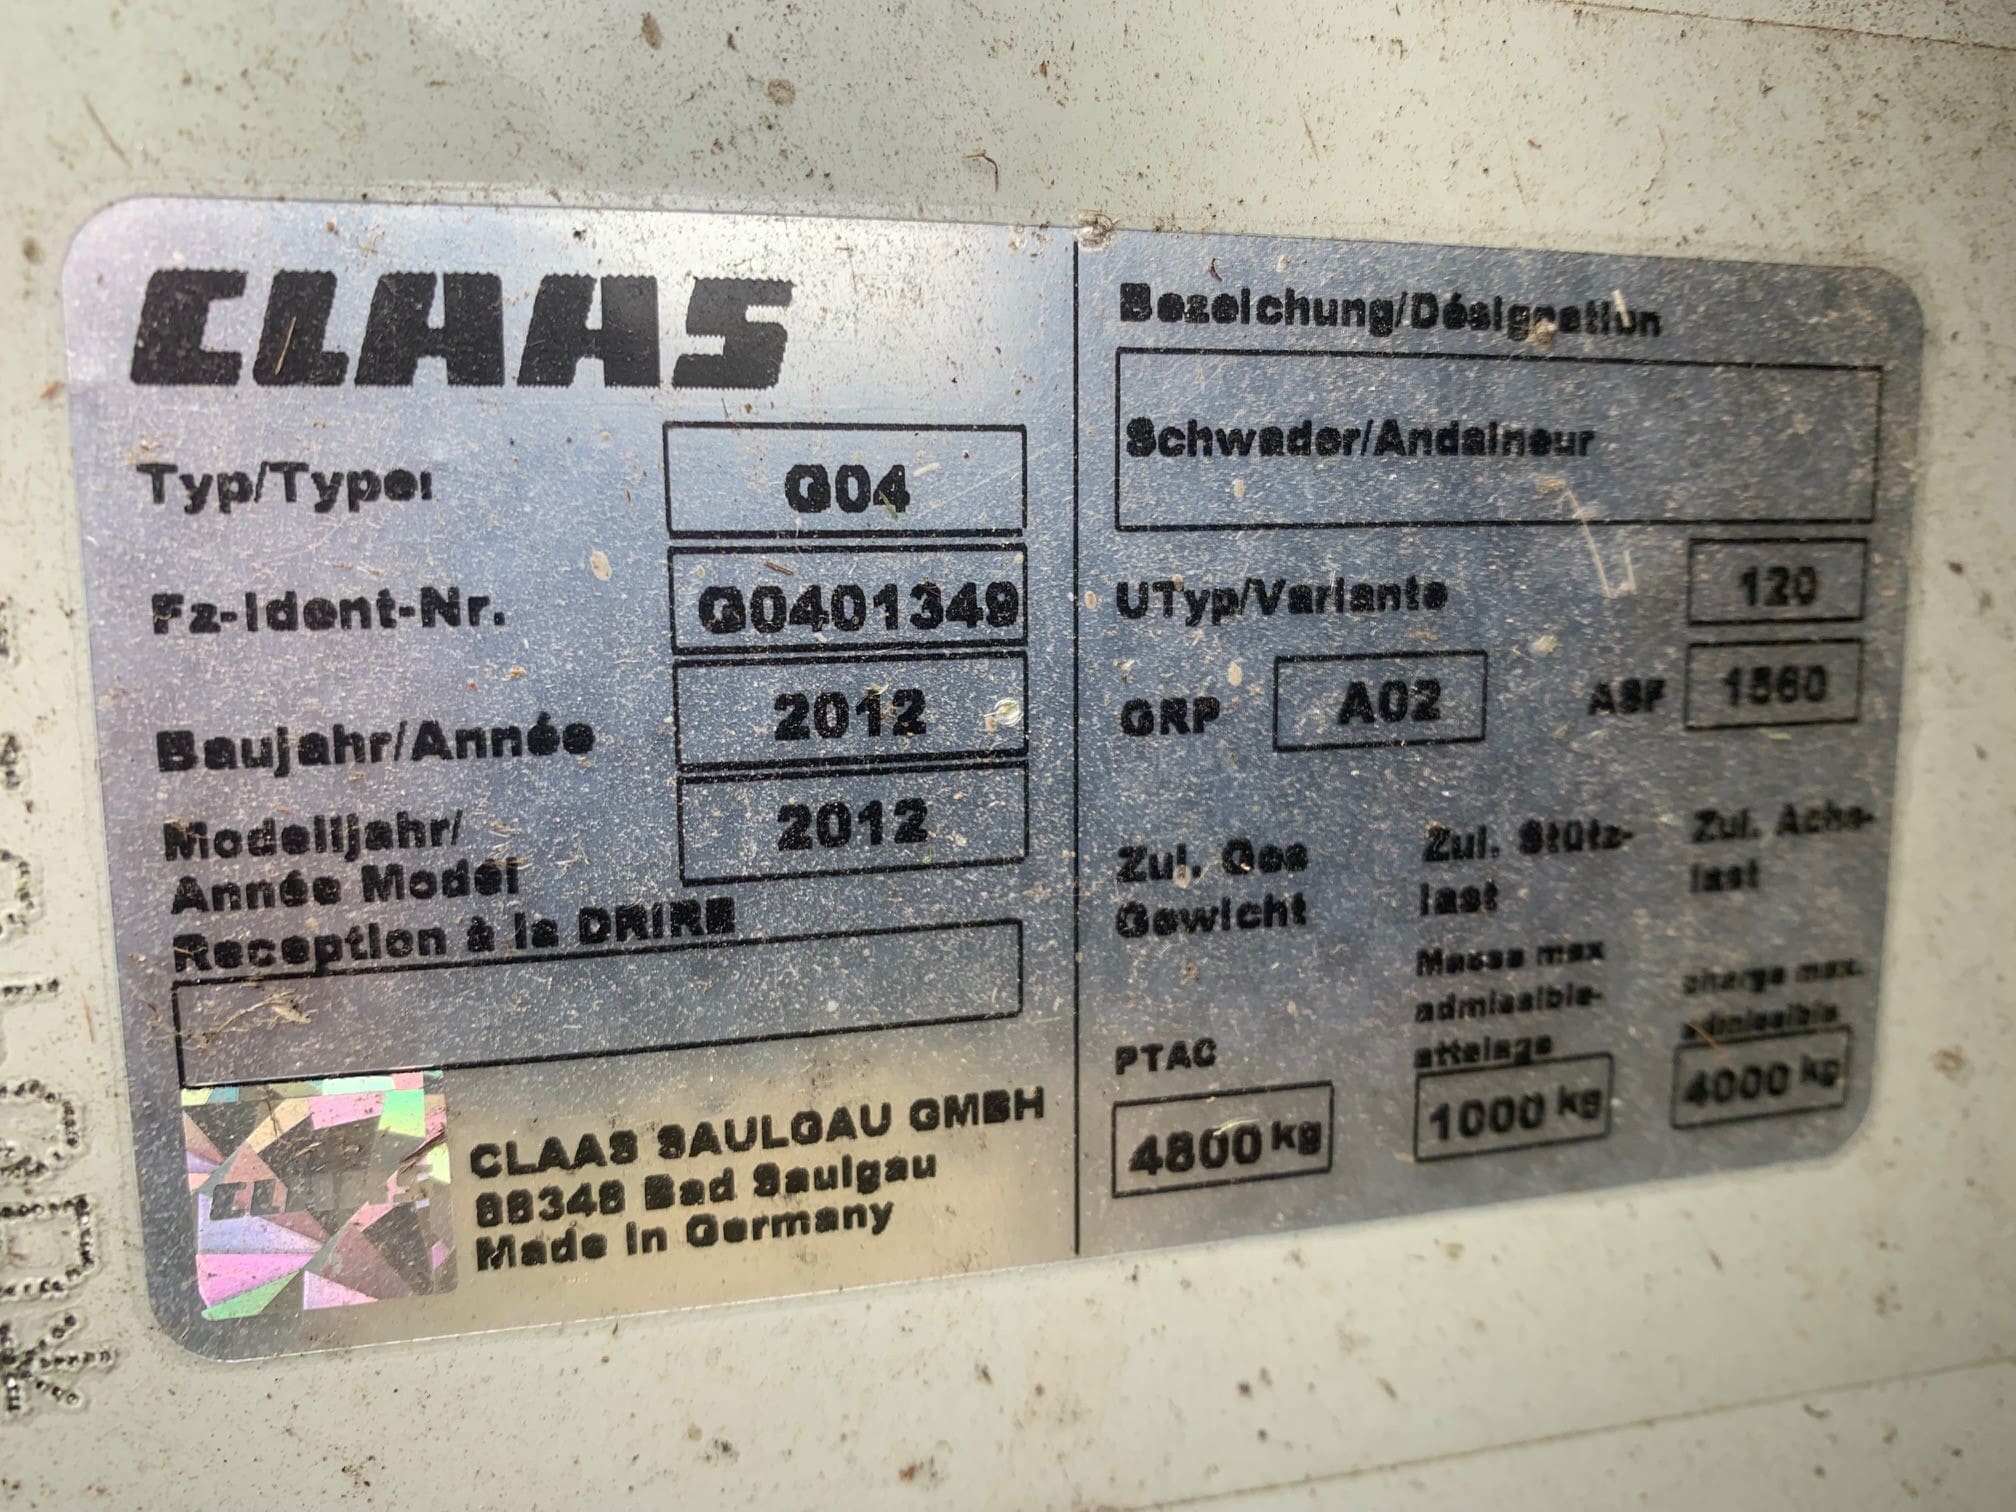 CLAAS
Typ/Type: G04
Fz-Ident-Nr. G0401349
Baujahr/Année 2012
Modelljahr/
Année Model 2012
Reception à la DRIRE
CLAAS SAULGAU GMBH
88348 Bad Saulgau
Made in Germany
Bezeichung/Désignation
Schwader/Andaineur
UTyp/Variante 120
GRP A02 ASF 1560
Zul. Ges
Gewicht
PTAC
4800 kg
Zul. Stütz-
last
Masse max
admissible-
attelage
1000 kg
Zul. Achs-
last
charge max.
admissible
4000 kg
CL